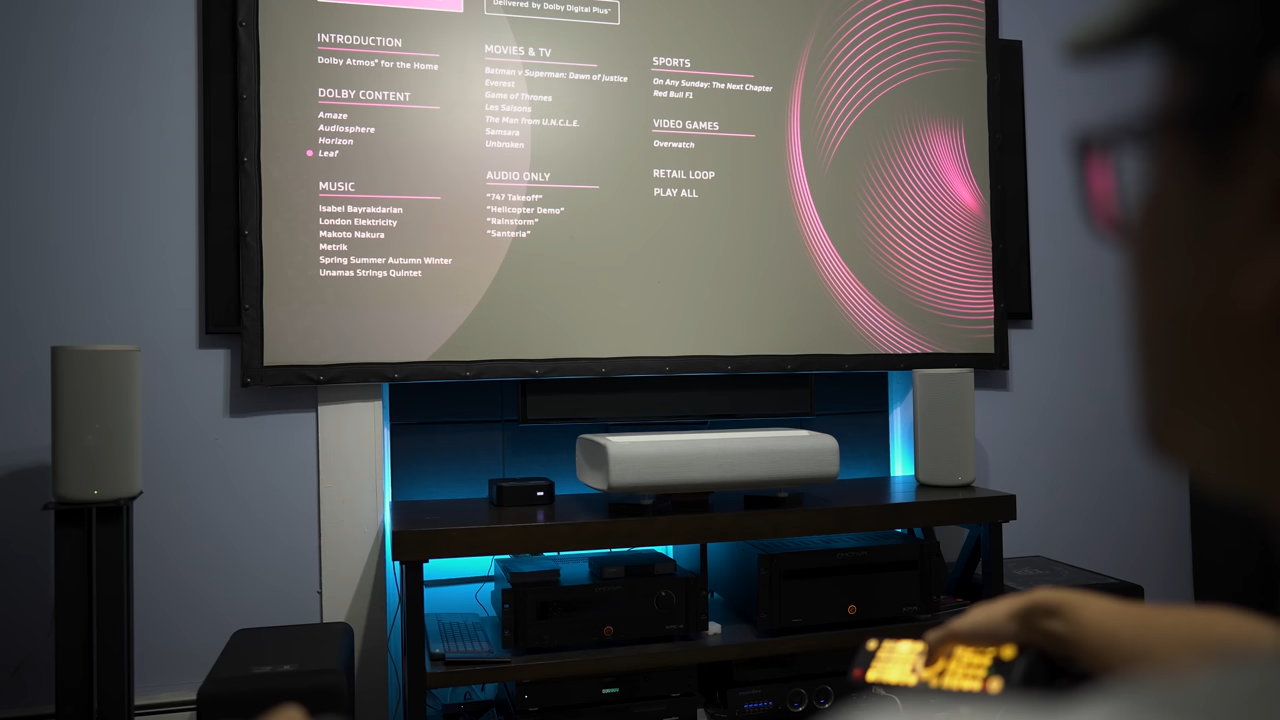 Delivered by Dolby Digital Plus™
INTRODUCTION
Dolby Atmos® for the Home
DOLBY CONTENT
Amaze
Audiosphere
Horizon
Leaf
MUSIC
Isabel Bayrakdarian
London Elektricity
Makoto Nakura
Metrik
Spring Summer Autumn Winter
Unamas Strings Quintet
MOVIES & TV
Batman v Superman: Dawn of Justice
Everest
Game of Thrones
Les Saisons
The Man from U.N.C.L.E.
Samsara
Unbroken
AUDIO ONLY
"747 Takeoff"
"Helicopter Demo"
"Rainstorm"
"Santeria"
SPORTS
On Any Sunday: The Next Chapter
Red Bull F1
VIDEO GAMES
Overwatch
RETAIL LOOP
PLAY ALL